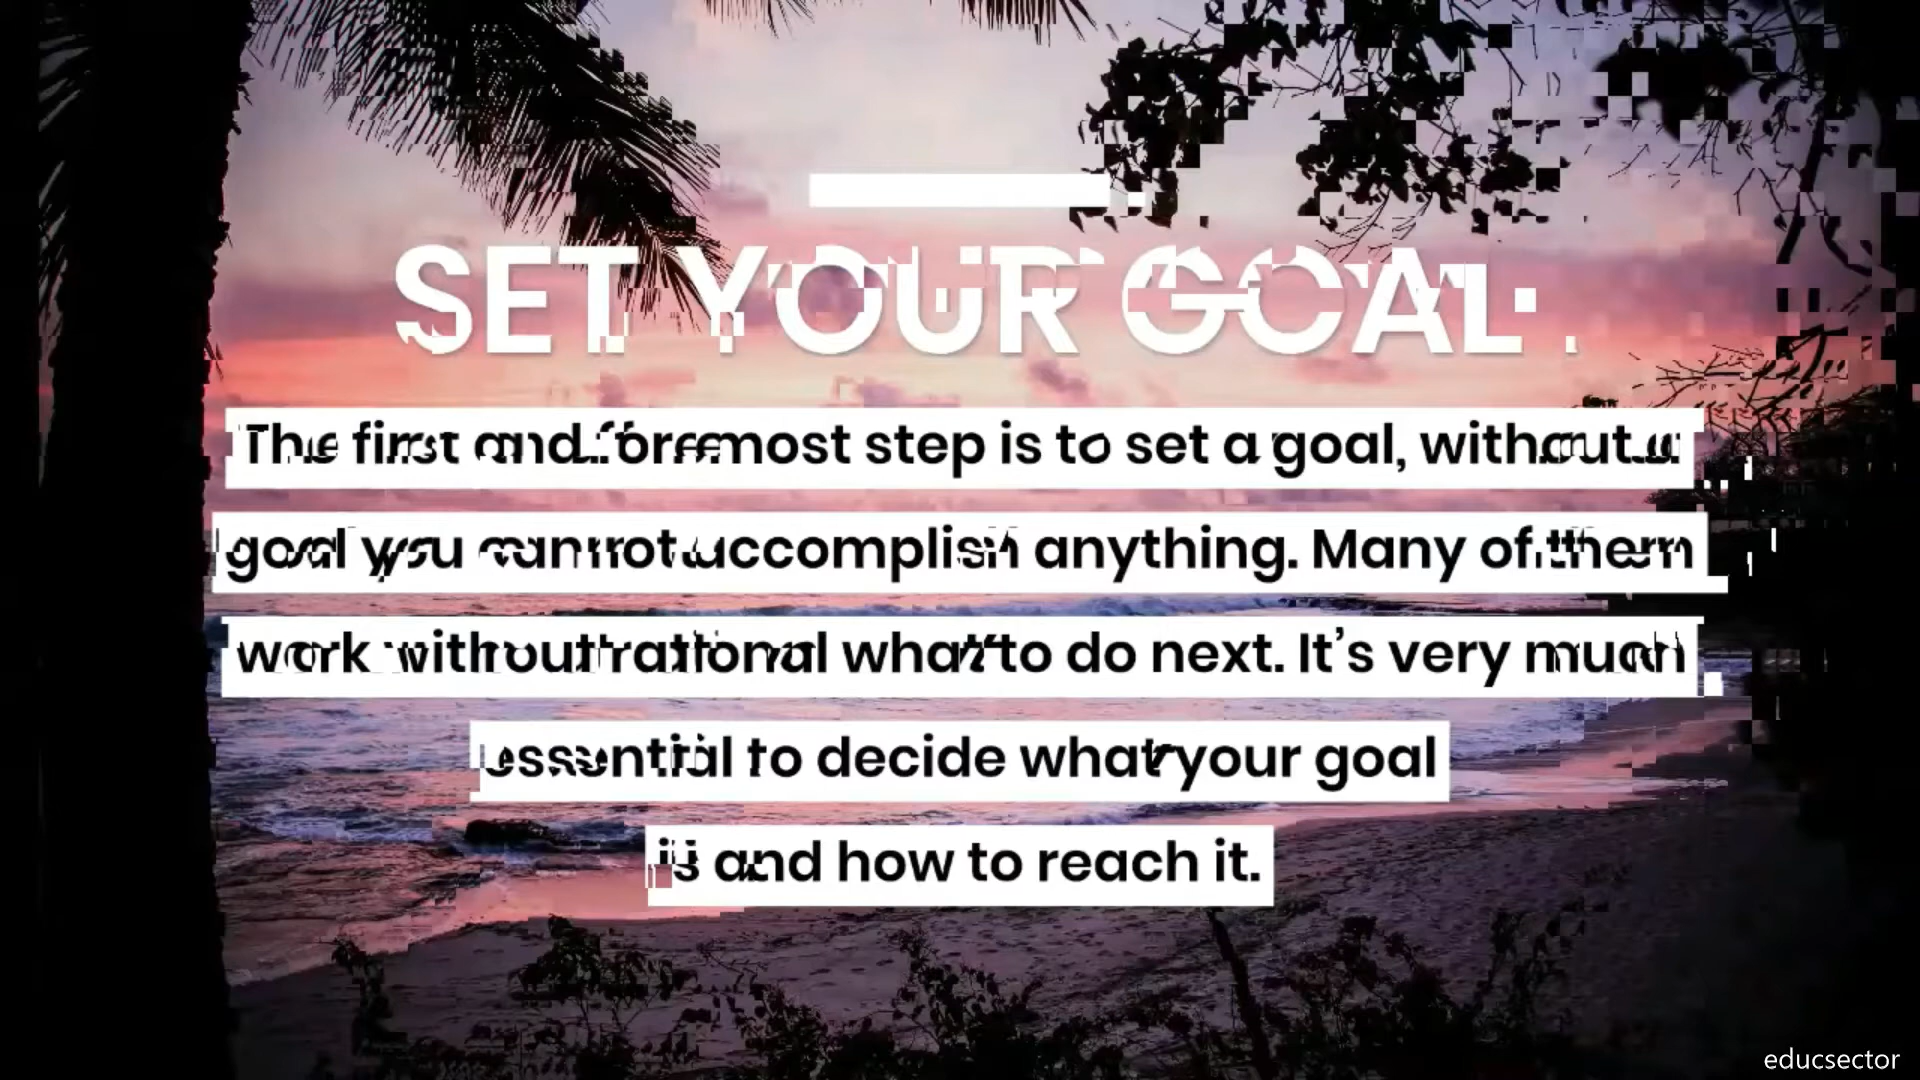 SET YOUR GOAL:
The first and foremost step is to set a goal, without a
goal you cannot accomplish anything. Many of them
work without rational what to do next. It’s very much
essential to decide what your goal
is and how to reach it.
educsector